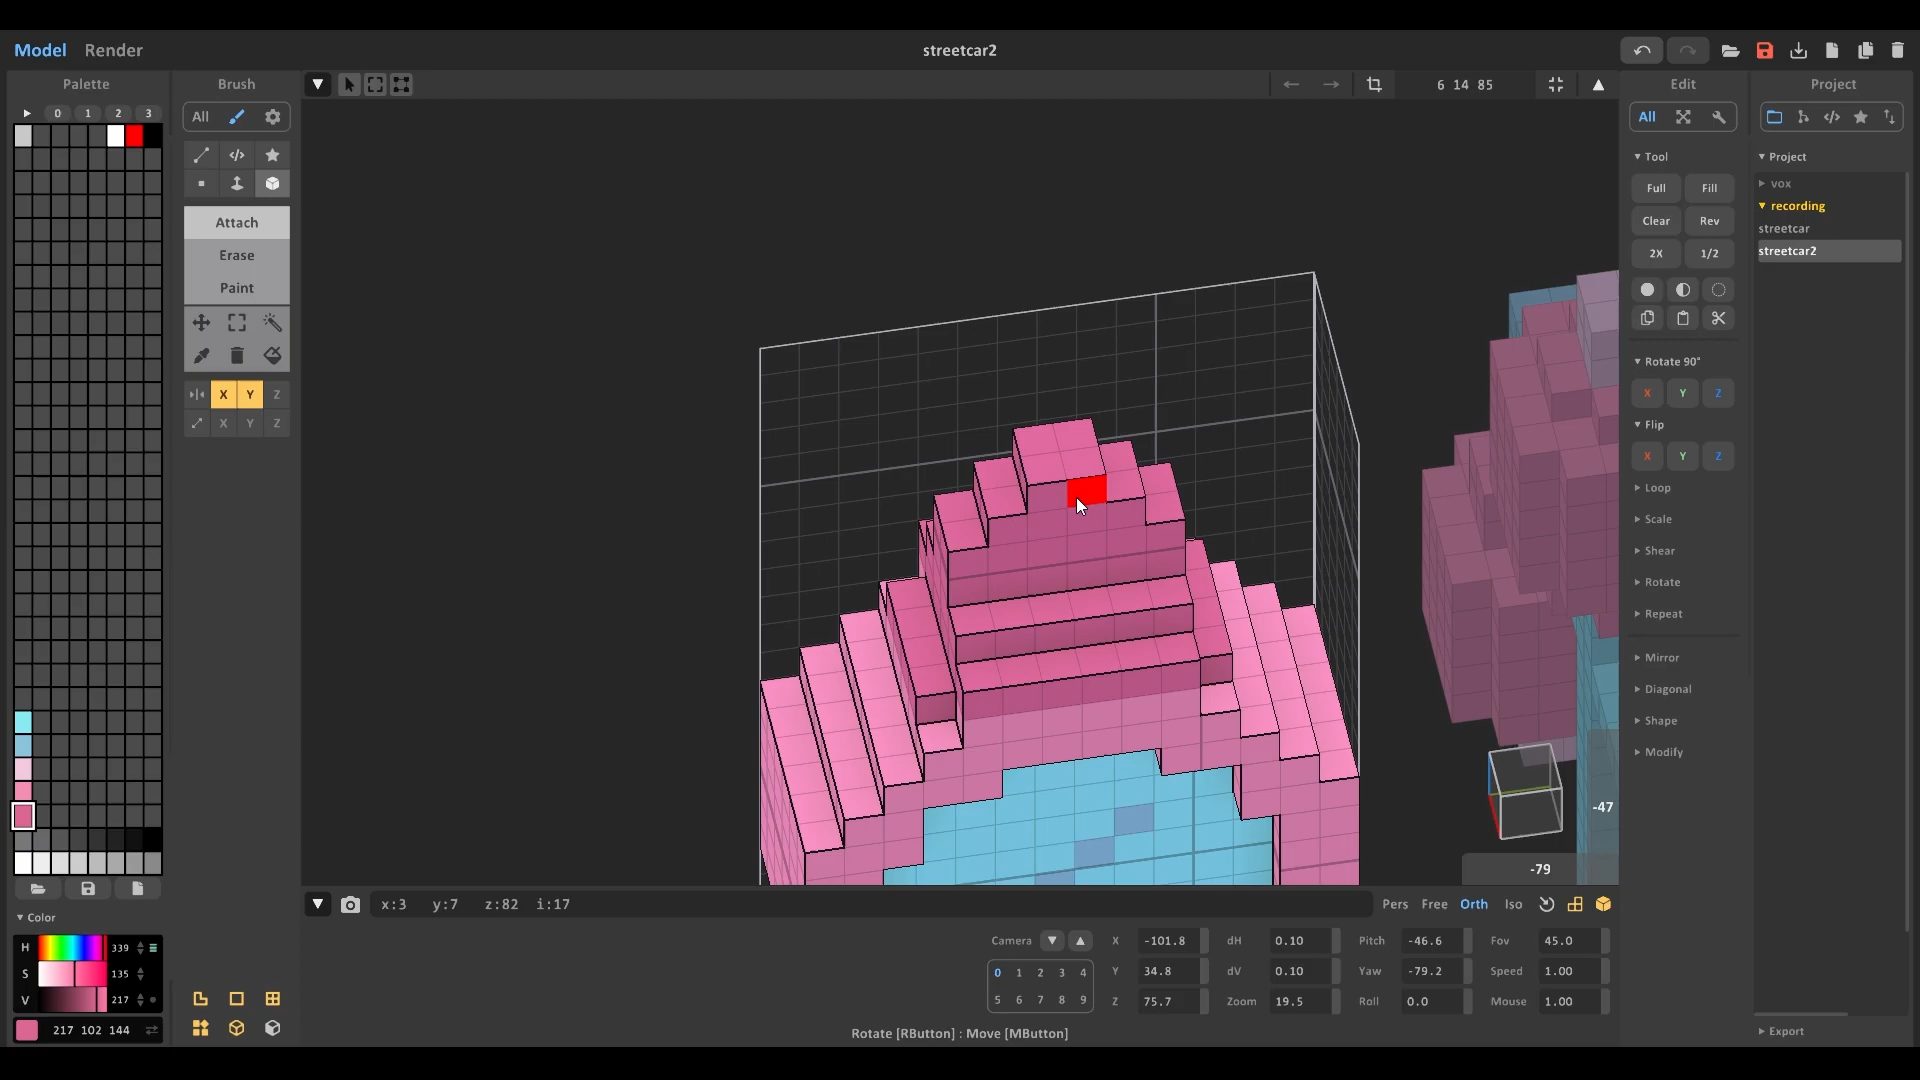 Model Render streetcar2
Palette Brush Edit Project
0 1 2 3 All 6 14 85 All
Tool
Project
vox
Full Fill
recording
Attach
Clear Rev
streetcar
Erase
2X 1/2
streetcar2
Paint
Rotate 90°
X Y Z
X Y Z
X Y Z
Flip
X Y Z
Loop
Scale
Shear
Rotate
Repeat
Mirror
Diagonal
Shape
Modify
-47
-79
x:3 y:7 z:82 i:17 Pers Free Orth Iso
Color
H 339
S 135
V 217
217 102 144
Camera X -101.8 dH 0.10 Pitch -46.6 Fov 45.0
0 1 2 3 4 Y 34.8 dV 0.10 Yaw -79.2 Speed 1.00
5 6 7 8 9 Z 75.7 Zoom 19.5 Roll 0.0 Mouse 1.00
Rotate [RButton] : Move [MButton]
Export